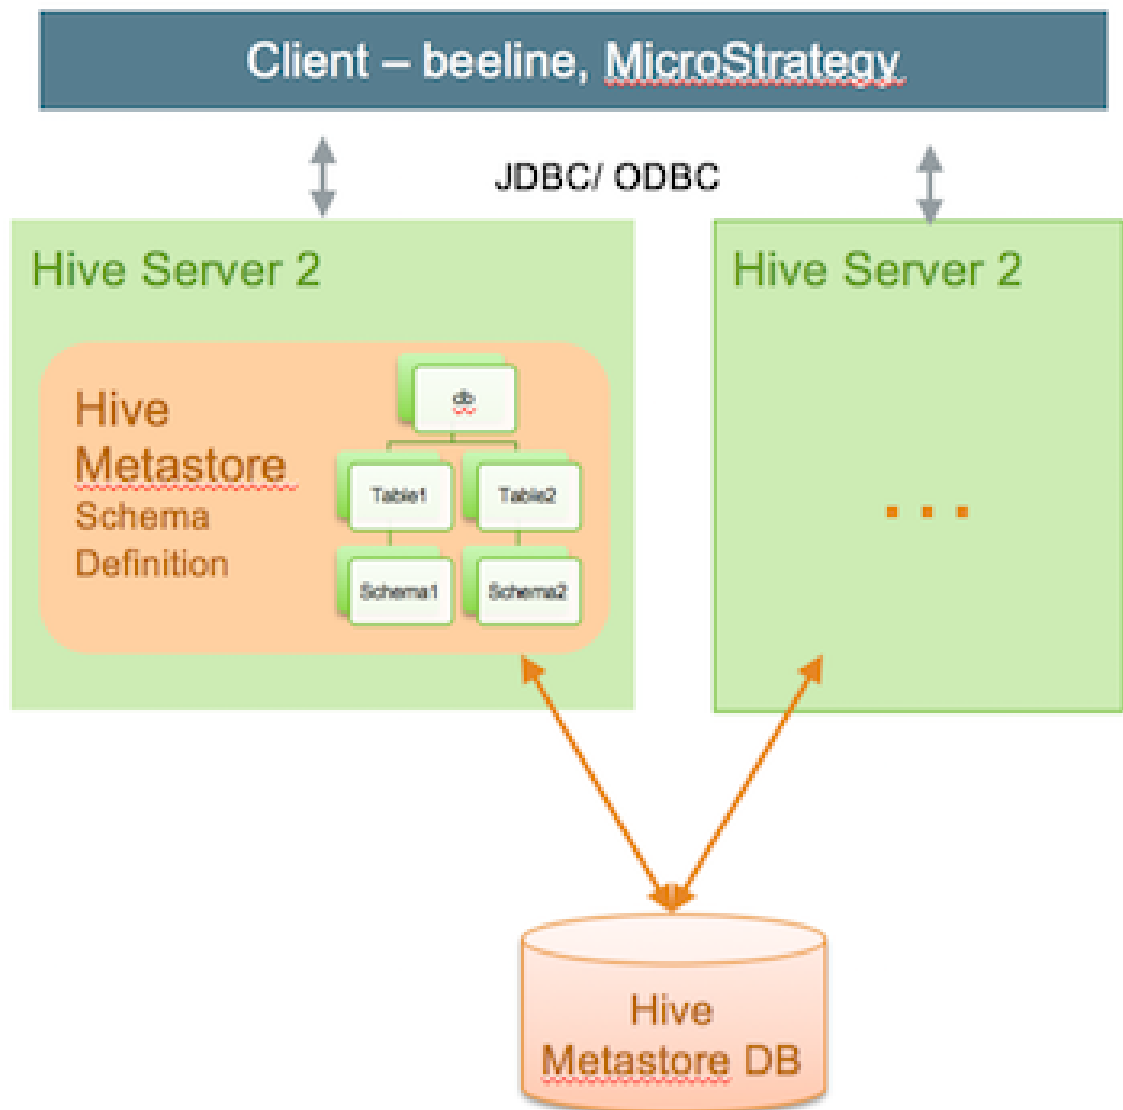 Client – beeline, MicroStrategy
JDBC/ ODBC
Hive Server 2
Hive
Metastore
Schema
Definition
db
Table1
Table2
Schema1
Schema2
Hive Server 2
...
Hive
Metastore DB